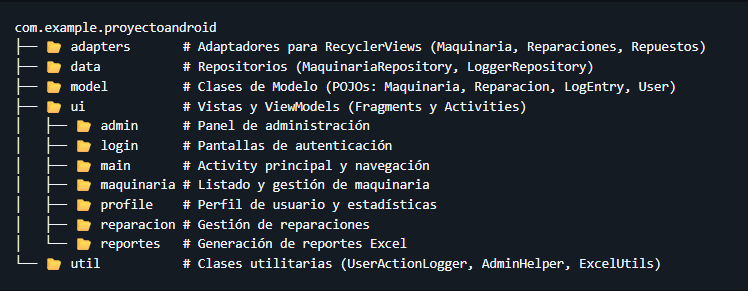 com.example.proyectoandroid
├── 📂 adapters       # Adaptadores para RecyclerViews (Maquinaria, Reparaciones, Repuestos)
├── 📂 data           # Repositorios (MaquinariaRepository, LoggerRepository)
├── 📂 model          # Clases de Modelo (POJOs: Maquinaria, Reparacion, LogEntry, User)
├── 📂 ui             # Vistas y ViewModels (Fragments y Activities)
│   ├── 📂 admin      # Panel de administración
│   ├── 📂 login      # Pantallas de autenticación
│   ├── 📂 main       # Activity principal y navegación
│   ├── 📂 maquinaria # Listado y gestión de maquinaria
│   ├── 📂 profile    # Perfil de usuario y estadísticas
│   ├── 📂 reparacion # Gestión de reparaciones
│   └── 📂 reportes   # Generación de reportes Excel
└── 📂 util           # Clases utilitarias (UserActionLogger, AdminHelper, ExcelUtils)